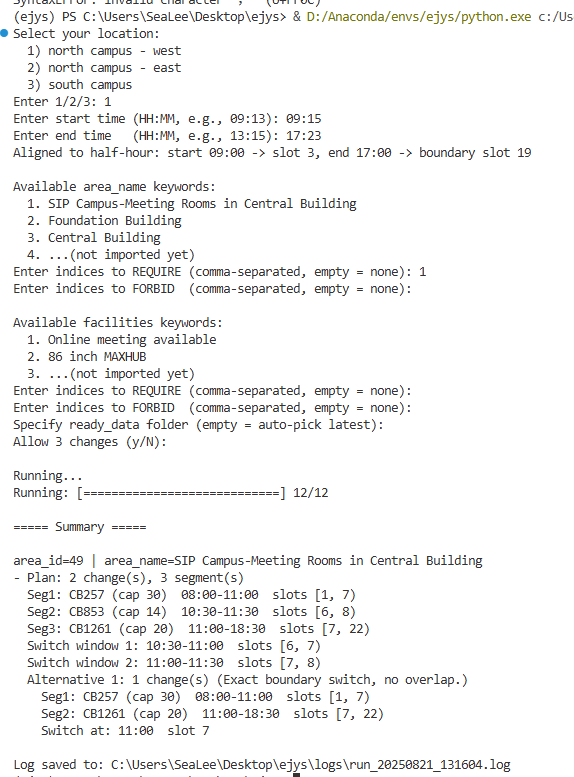 (ejys) PS C:\Users\SeaLee\Desktop\ejys> & D:/Anaconda/envs/ejys/python.exe c:/Us
Select your location:
1) north campus - west
2) north campus - east
3) south campus
Enter 1/2/3: 1
Enter start time (HH:MM, e.g., 09:13): 09:15
Enter end time   (HH:MM, e.g., 13:15): 17:23
Aligned to half-hour: start 09:00 -> slot 3, end 17:00 -> boundary slot 19
Available area_name keywords:
1. SIP Campus-Meeting Rooms in Central Building
2. Foundation Building
3. Central Building
4. ...(not imported yet)
Enter indices to REQUIRE (comma-separated, empty = none): 1
Enter indices to FORBID  (comma-separated, empty = none):
Available facilities keywords:
1. Online meeting available
2. 86 inch MAXHUB
3. ...(not imported yet)
Enter indices to REQUIRE (comma-separated, empty = none):
Enter indices to FORBID  (comma-separated, empty = none):
Specify ready_data folder (empty = auto-pick latest):
Allow 3 changes (y/N):
Running...
Running: [============================] 12/12
===== Summary =====
area_id=49 | area_name=SIP Campus-Meeting Rooms in Central Building
- Plan: 2 change(s), 3 segment(s)
Seg1: CB257 (cap 30)  08:00-11:00  slots [1, 7)
Seg2: CB853 (cap 14)  10:30-11:30  slots [6, 8)
Seg3: CB1261 (cap 20)  11:00-18:30  slots [7, 22)
Switch window 1: 10:30-11:00  slots [6, 7)
Switch window 2: 11:00-11:30  slots [7, 8)
Alternative 1: 1 change(s) (Exact boundary switch, no overlap.)
Seg1: CB257 (cap 30)  08:00-11:00  slots [1, 7)
Seg2: CB1261 (cap 20)  11:00-18:30  slots [7, 22)
Switch at: 11:00  slot 7
Log saved to: C:\Users\SeaLee\Desktop\ejys\logs\run_20250821_131604.log